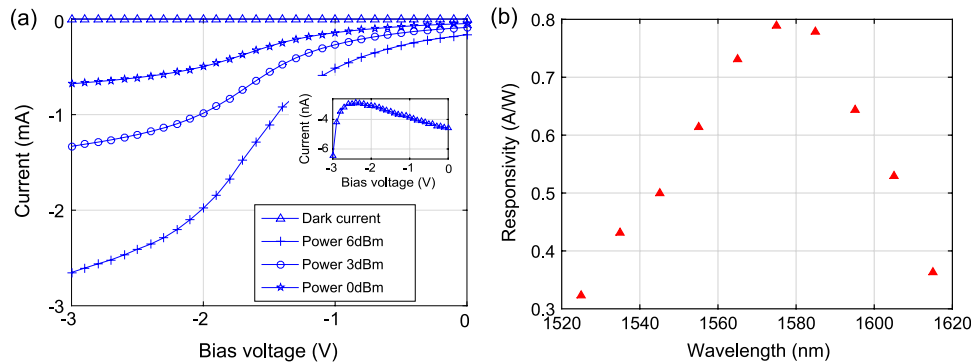 (a)
0
-1
-2
-3
Current (mA)
-3
-2
-1
0
Bias voltage (V)
Current (nA)
-4
-6
-3
-2
-1
0
Bias voltage (V)
Dark current
Power 6dBm
Power 3dBm
Power 0dBm
(b)
0.8
0.7
0.6
0.5
0.4
0.3
Responsivity (A/W)
1520
1540
1560
1580
1600
1620
Wavelength (nm)